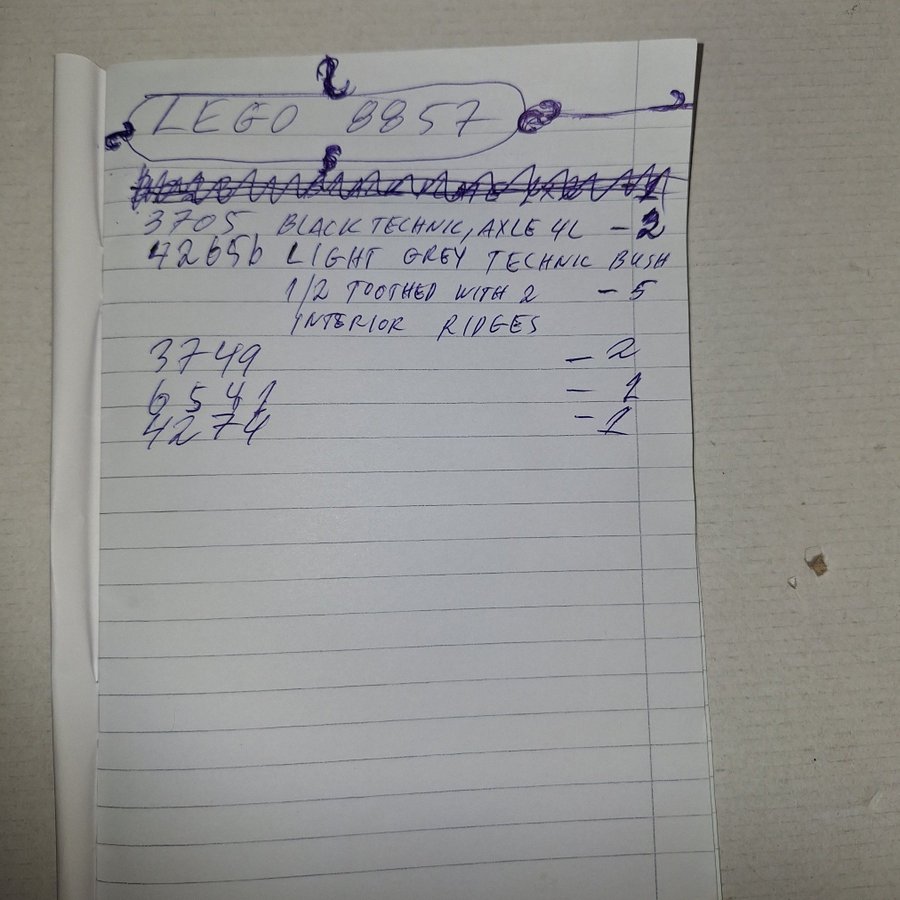 LEGO 8857
3705 BLACK TECHNIC, AXLE 4L - 2
4265b LIGHT GREY TECHNIC BUSH
1/2 TOOTHED WITH 2 - 5
INTERIOR RIDGES
3749 - 2
6541 - 1
4274 - 1